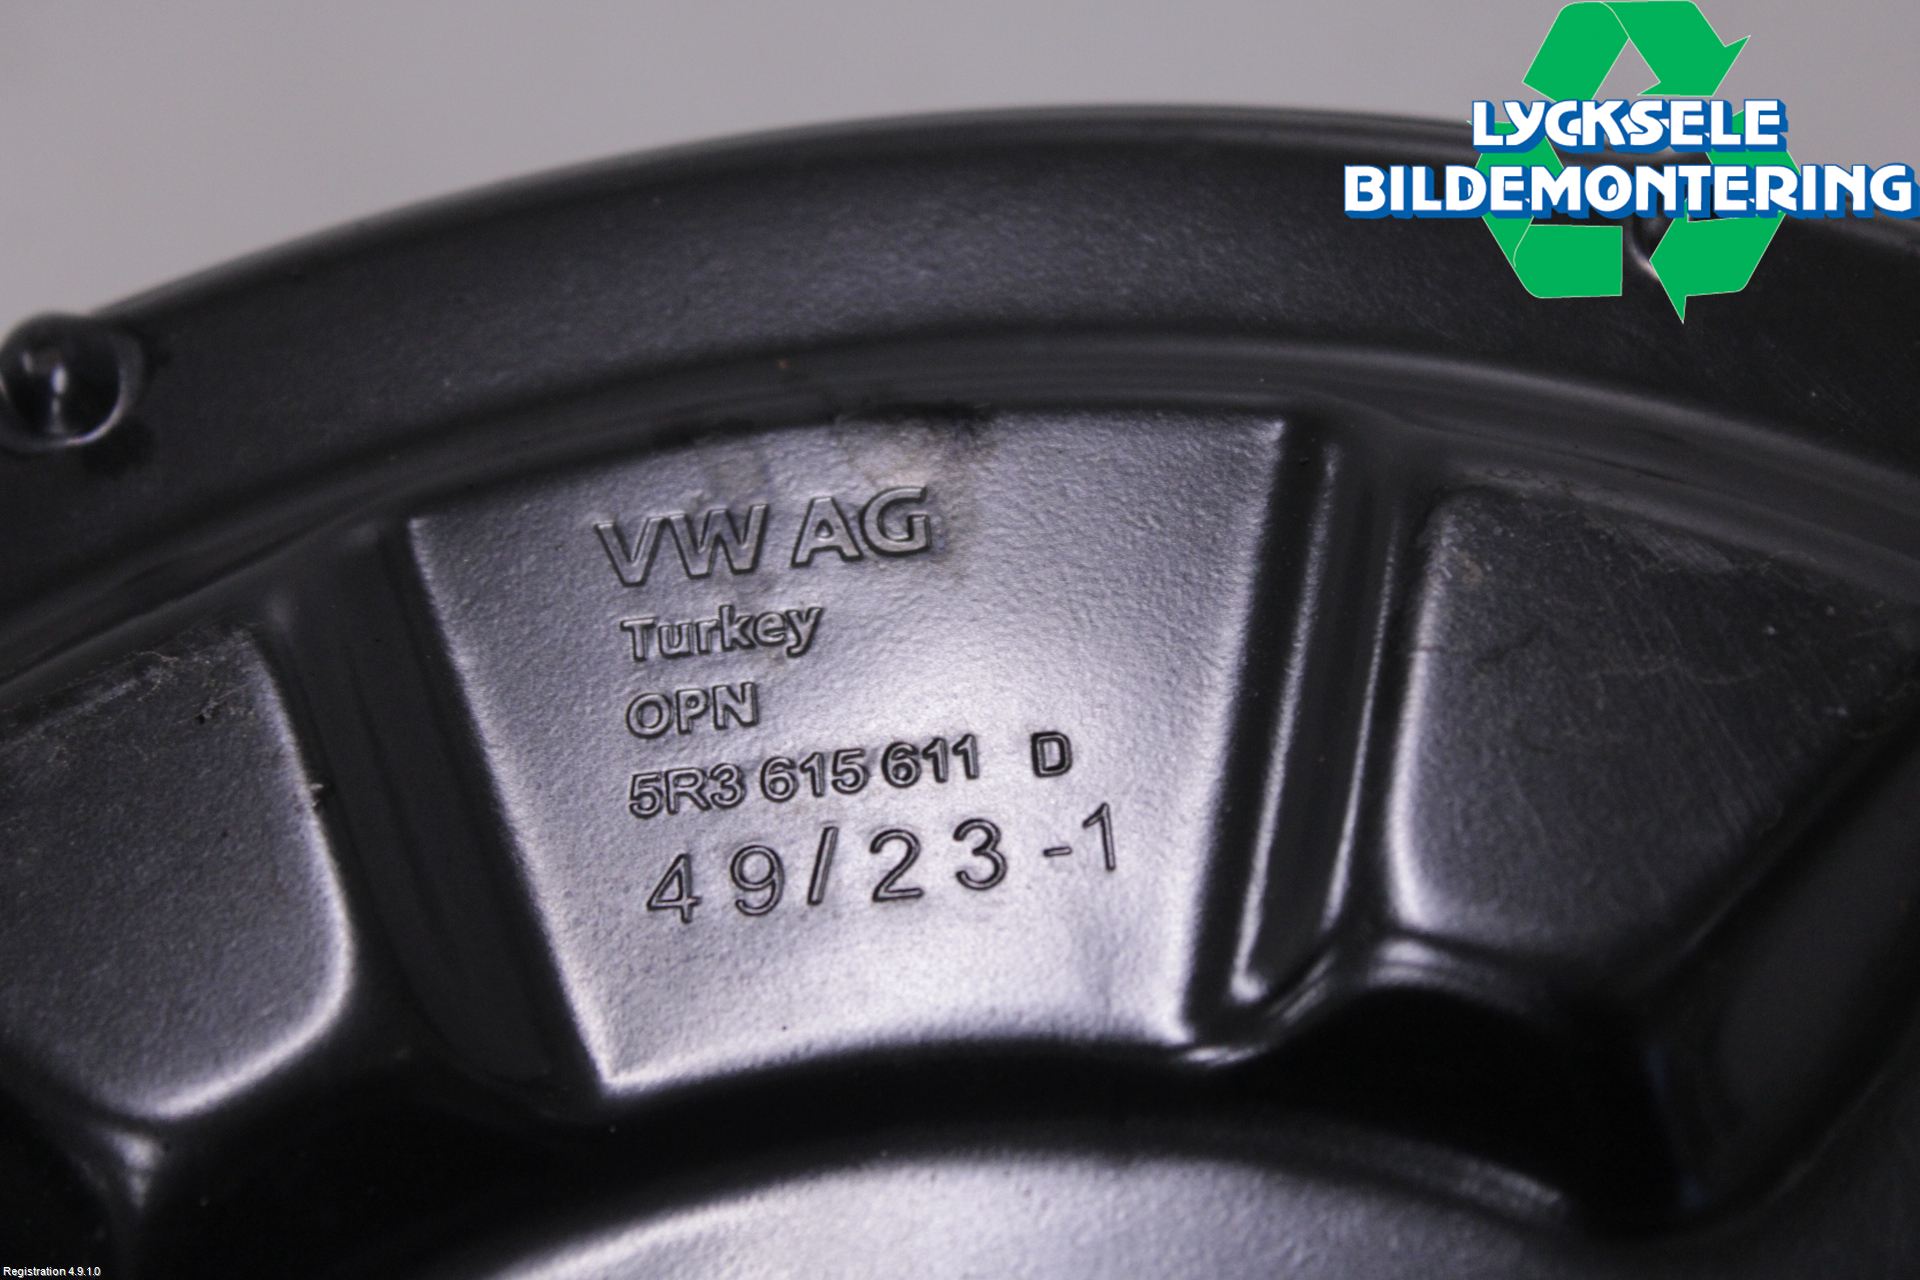 LYCKSELE
BILDEMONTERING
VW AG
Turkey
OPN
5R3 615 611 D
49/23-1
Registration 4.9.1.0